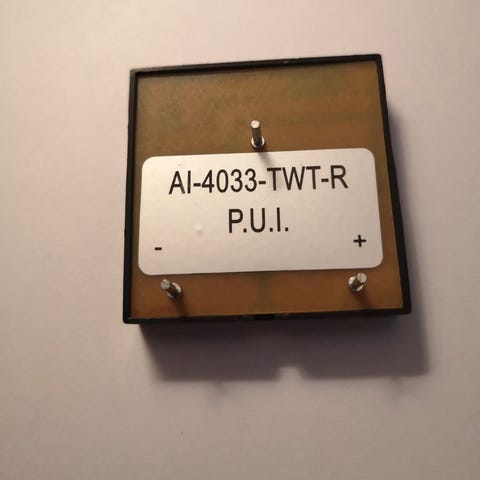 AI-4033-TWT-R
P.U.I.
- +